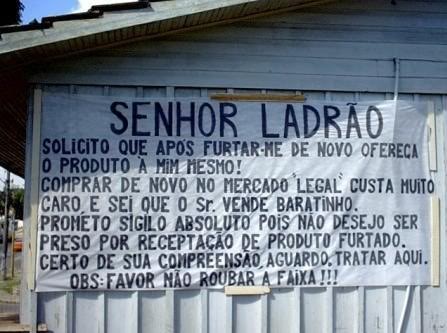 SENHOR LADRÃO
SOLICITO QUE APÓS FURTAR-ME DE NOVO OFEREÇA
O PRODUTO À MIM MESMO!
COMPRAR DE NOVO NO MERCADO "LEGAL" CUSTA MUITO
CARO E SEI QUE O Sr. VENDE BARATINHO.
PROMÉTO SIGILO ABSOLUTO POIS NÃO DESEJO SER
PRESO POR RECEPTAÇÃO DE PRODUTO FURTADO.
CERTO DE SUA COMPREENSÃO, AGUARDO. TRATAR AQUI.
OBS: FAVOR NÃO ROUBAR A FAIXA!!!